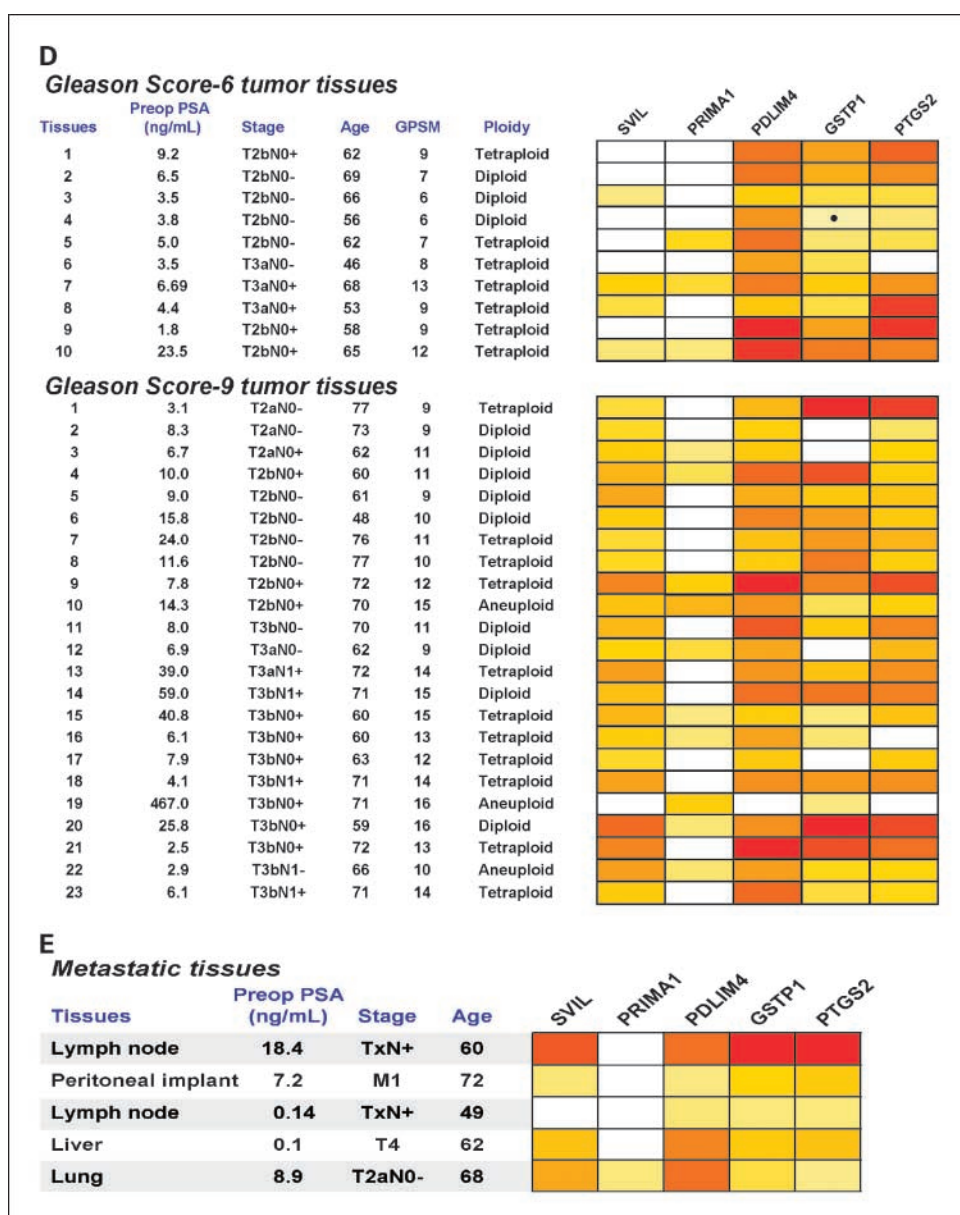 D
Gleason Score-6 tumor tissues
Tissues Preop PSA (ng/mL) Stage Age GPSM Ploidy SVIL PRIMA1 PDLIM4 GSTP1 PTGS2
1 9.2 T2bN0+ 62 9 Tetraploid
2 6.5 T2bN0- 69 7 Diploid
3 3.5 T2bN0- 66 6 Diploid
4 3.8 T2bN0- 56 6 Diploid
5 5.0 T2bN0- 62 7 Tetraploid
6 3.5 T3aN0- 46 8 Tetraploid
7 6.69 T3aN0+ 68 13 Tetraploid
8 4.4 T3aN0+ 53 9 Tetraploid
9 1.8 T2bN0+ 58 9 Tetraploid
10 23.5 T2bN0+ 65 12 Tetraploid
Gleason Score-9 tumor tissues
1 3.1 T2aN0- 77 9 Tetraploid
2 8.3 T2aN0- 73 9 Diploid
3 6.7 T2aN0+ 62 11 Diploid
4 10.0 T2bN0+ 60 11 Diploid
5 9.0 T2bN0- 61 9 Diploid
6 15.8 T2bN0- 48 10 Diploid
7 24.0 T2bN0- 76 11 Tetraploid
8 11.6 T2bN0- 77 10 Tetraploid
9 7.8 T2bN0+ 72 12 Tetraploid
10 14.3 T2bN0+ 70 15 Aneuploid
11 8.0 T3bN0- 70 11 Diploid
12 6.9 T3aN0- 62 9 Diploid
13 39.0 T3aN1+ 72 14 Tetraploid
14 59.0 T3bN1+ 71 15 Diploid
15 40.8 T3bN0+ 60 15 Tetraploid
16 6.1 T3bN0+ 60 13 Tetraploid
17 7.9 T3bN0+ 63 12 Tetraploid
18 4.1 T3bN1+ 71 14 Tetraploid
19 467.0 T3bN0+ 71 16 Aneuploid
20 25.8 T3bN0+ 59 16 Diploid
21 2.5 T3bN0+ 72 13 Tetraploid
22 2.9 T3bN1- 66 10 Aneuploid
23 6.1 T3bN1+ 71 14 Tetraploid
E
Metastatic tissues
Tissues Preop PSA (ng/mL) Stage Age SVIL PRIMA1 PDLIM4 GSTP1 PTGS2
Lymph node 18.4 TxN+ 60
Peritoneal implant 7.2 M1 72
Lymph node 0.14 TxN+ 49
Liver 0.1 T4 62
Lung 8.9 T2aN0- 68